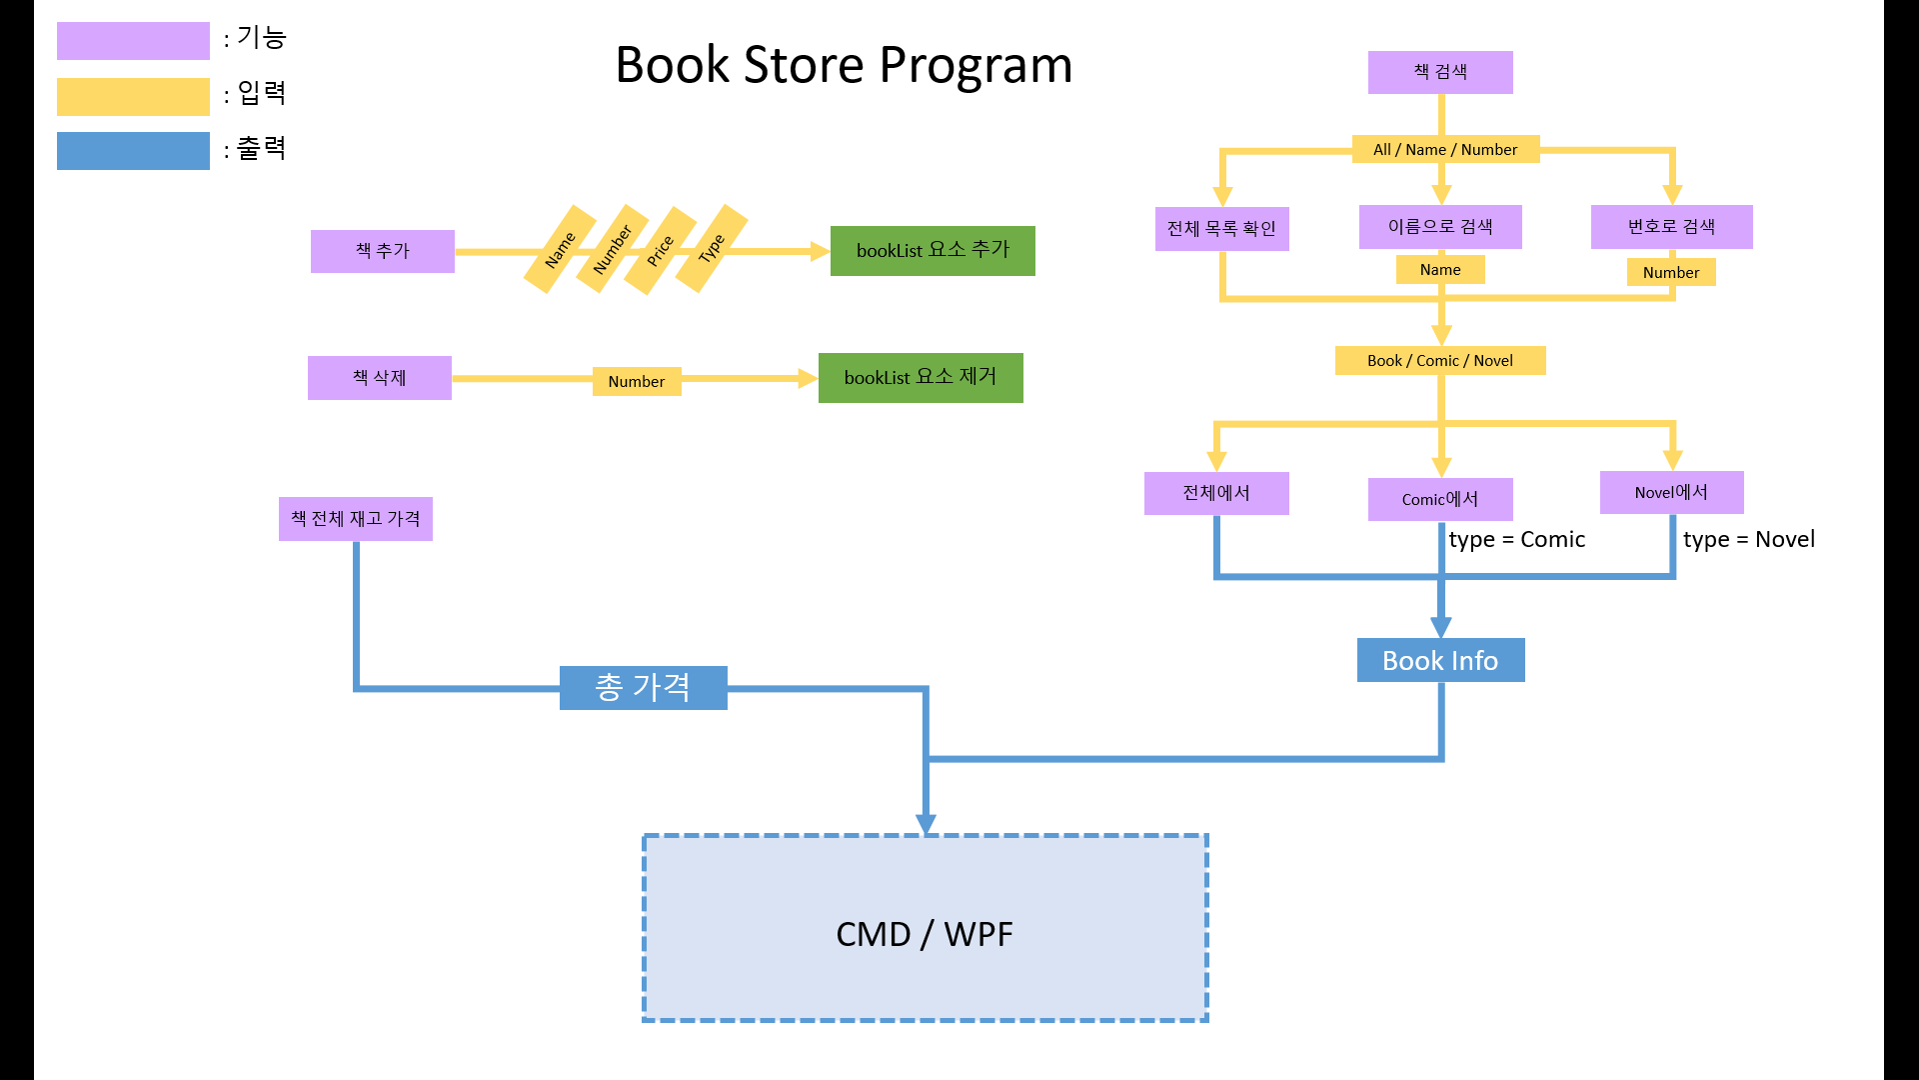 : 기능
: 입력
: 출력
Book Store Program
책 추가
Name
Number
Price
Type
bookList 요소 추가
책 삭제
Number
bookList 요소 제거
책 전체 재고 가격
총 가격
책 검색
All / Name / Number
전체 목록 확인
이름으로 검색
번호로 검색
Name
Number
Book / Comic / Novel
전체에서
Comic에서
Novel에서
type = Comic
type = Novel
Book Info
CMD / WPF